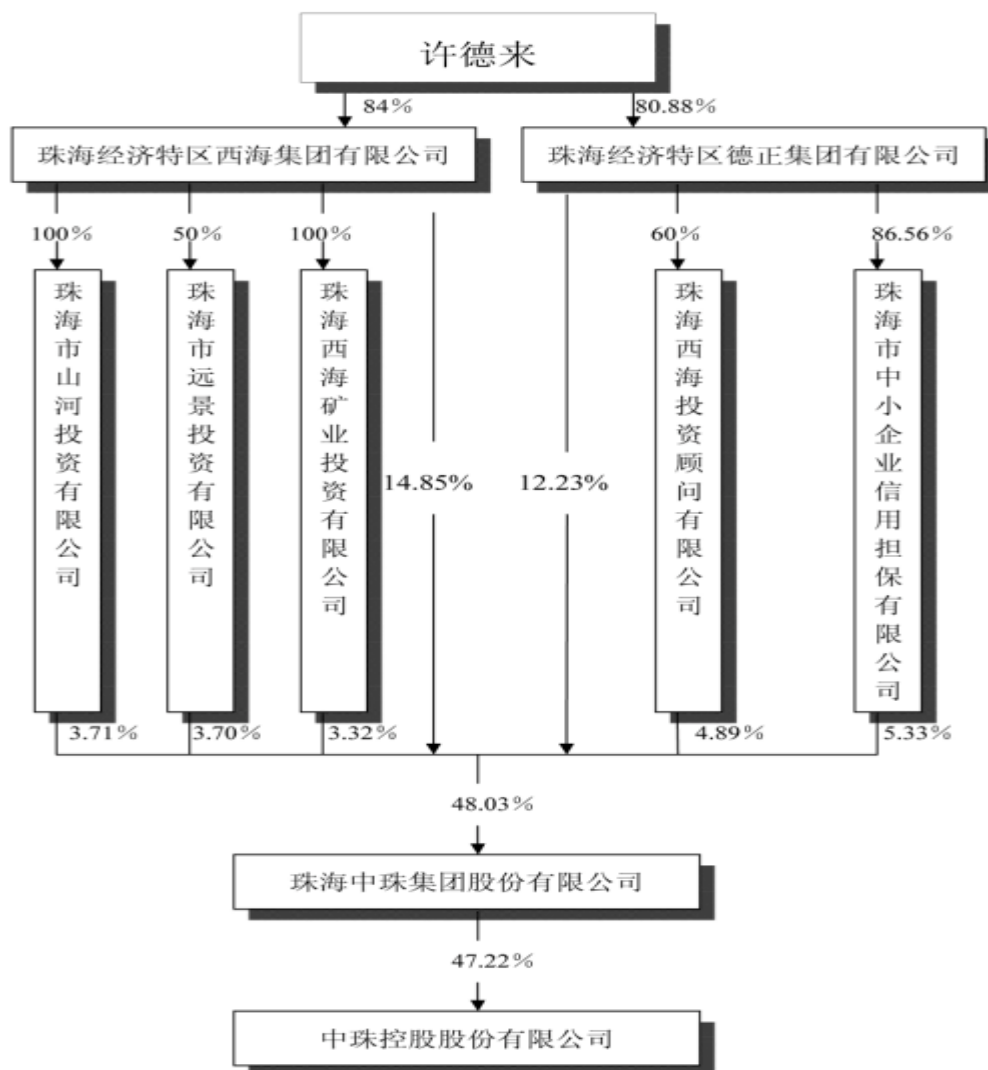 许德来
84%
80.88%
珠海经济特区西海集团有限公司
珠海经济特区德正集团有限公司
100%
50%
100%
60%
86.56%
珠海市山河投资有限公司
珠海市远景投资有限公司
珠海西海矿业投资有限公司
14.85%
12.23%
珠海西海投资顾问有限公司
珠海市中小企业信用担保有限公司
3.71%
3.70%
3.32%
4.89%
5.33%
48.03%
珠海中珠集团股份有限公司
47.22%
中珠控股股份有限公司